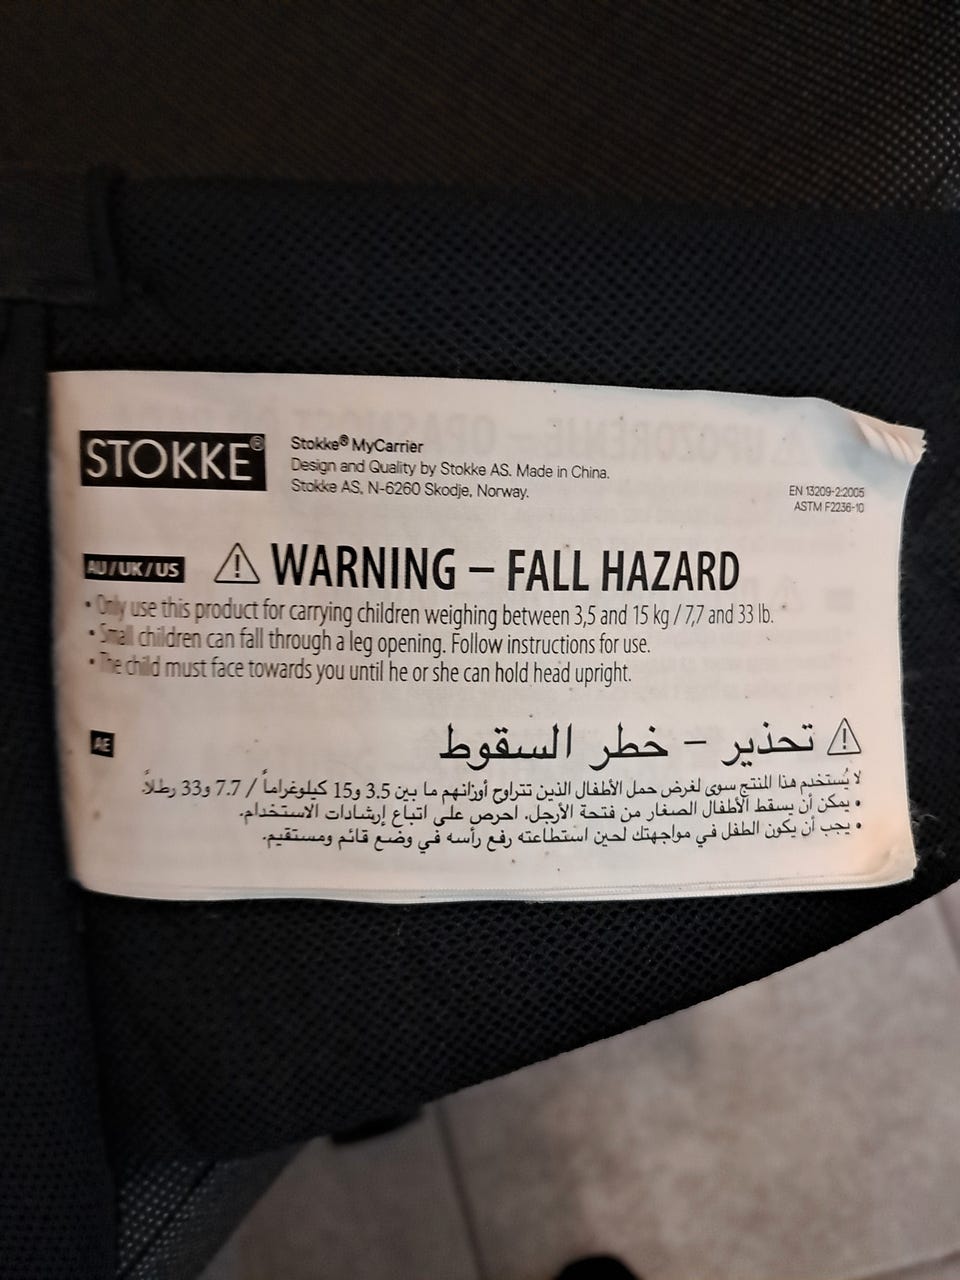 STOKKE®
Stokke® MyCarrier
Design and Quality by Stokke AS. Made in China.
Stokke AS, N-6260 Skodje, Norway.
EN 13209-2:2005
ASTM F2236-10
AU/UK/US
⚠ WARNING – FALL HAZARD
• Only use this product for carrying children weighing between 3,5 and 15 kg / 7,7 and 33 lb.
• Small children can fall through a leg opening. Follow instructions for use.
• The child must face towards you until he or she can hold head upright.
AE
⚠ تحذير – خطر السقوط
لا يُستخدم هذا المنتج سوى لغرض حمل الأطفال الذين تتراوح أوزانهم ما بين 3.5 و15 كيلوغراماً / 7.7 و33 رطلاً.
• يمكن أن يسقط الأطفال الصغار من فتحة الأرجل. احرص على اتباع إرشادات الاستخدام.
• يجب أن يكون الطفل في مواجهتك لحين استطاعته رفع رأسه في وضع قائم ومستقيم.